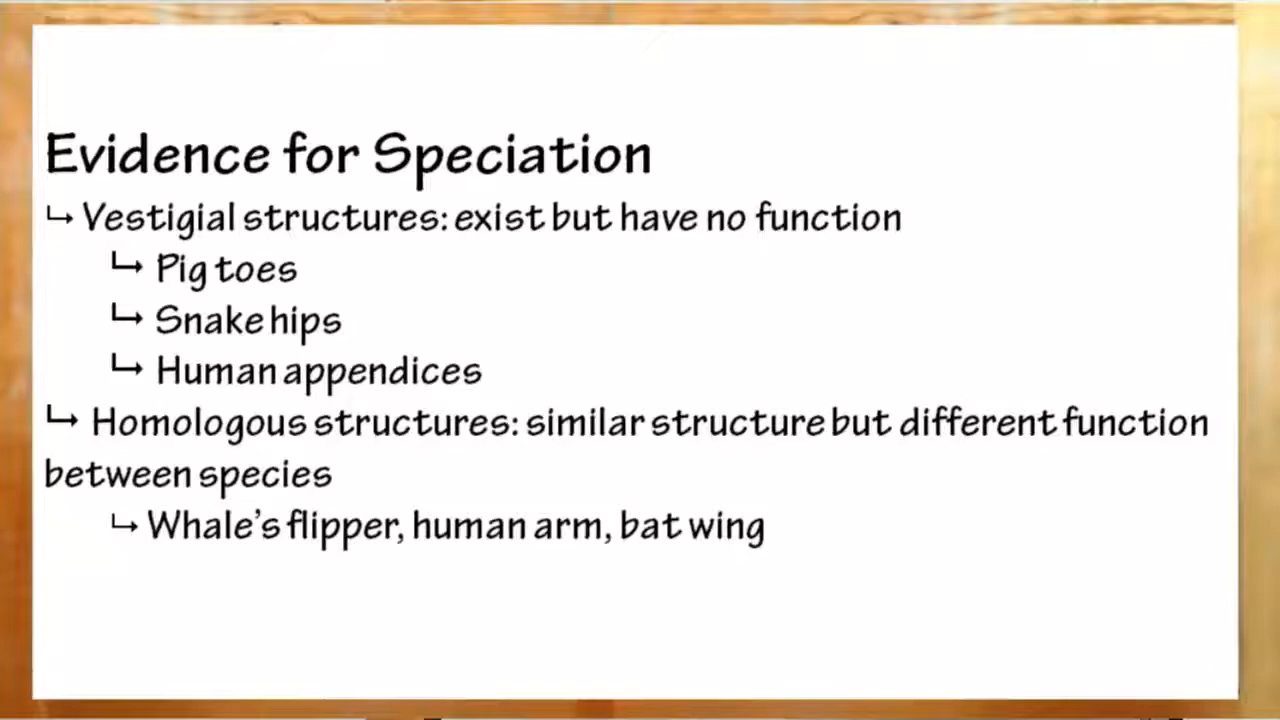 Evidence for Speciation
↳ Vestigial structures: exist but have no function
↳ Pig toes
↳ Snake hips
↳ Human appendices
↳ Homologous structures: similar structure but different function
between species
↳ Whale's flipper, human arm, bat wing